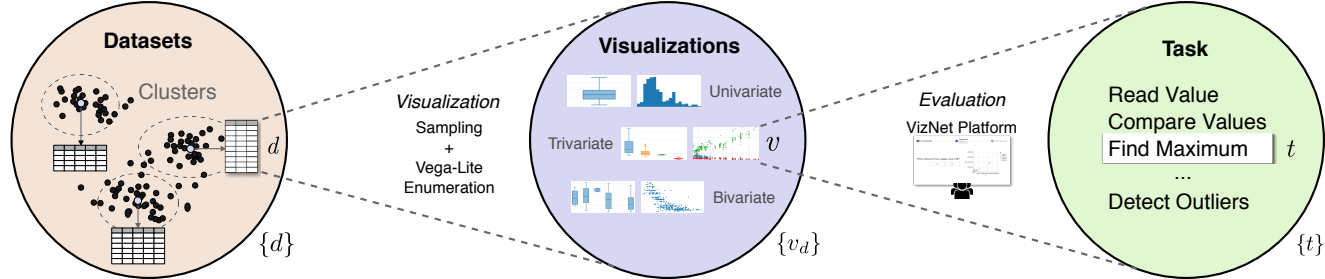 Datasets
Clusters
d
{d}
Visualization
Sampling
+
Vega-Lite
Enumeration
Visualizations
Univariate
Trivariate
v
Bivariate
{v_d}
Evaluation
VizNet Platform
Task
Read Value
Compare Values
Find Maximum
t
...
Detect Outliers
{t}